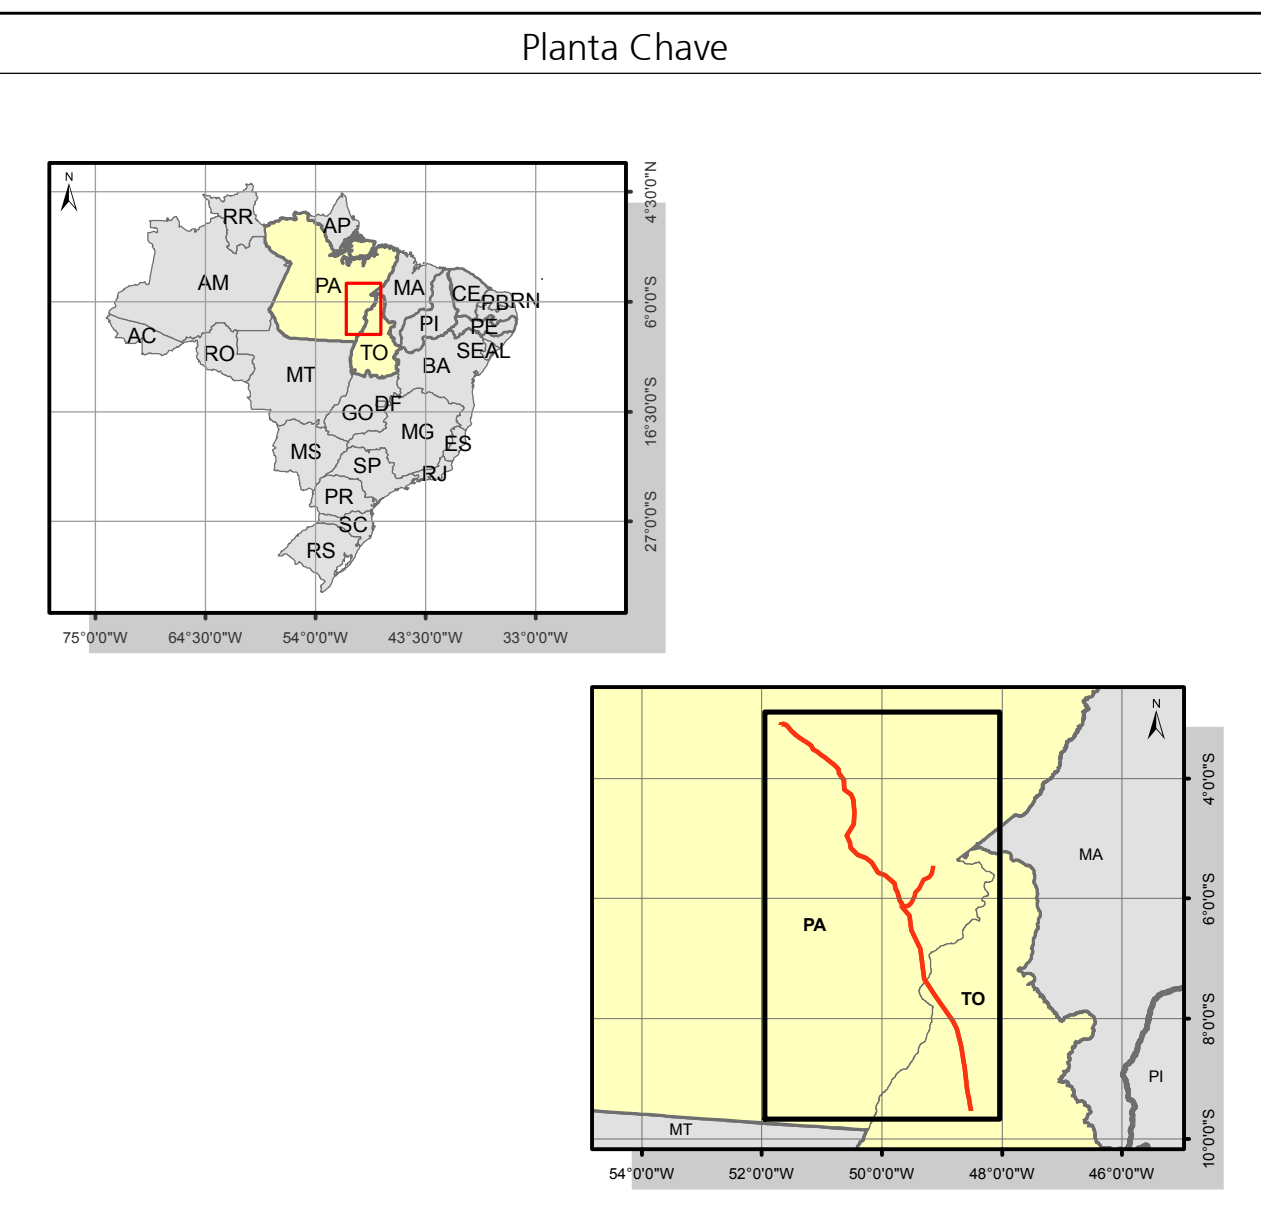 Planta Chave
N
4°30'0"N
RR
AP
AM
PA
MA
CE
RN
PB
6°0'0"S
AC
PI
PE
RO
TO
SE
AL
MT
BA
DF
GO
16°30'0"S
MG
ES
MS
SP
RJ
PR
SC
27°0'0"S
RS
75°0'0"W 64°30'0"W 54°0'0"W 43°30'0"W 33°0'0"W
N
4°0'0"S
MA
6°0'0"S
PA
TO
8°0'0"S
PI
MT
10°0'0"S
54°0'0"W 52°0'0"W 50°0'0"W 48°0'0"W 46°0'0"W